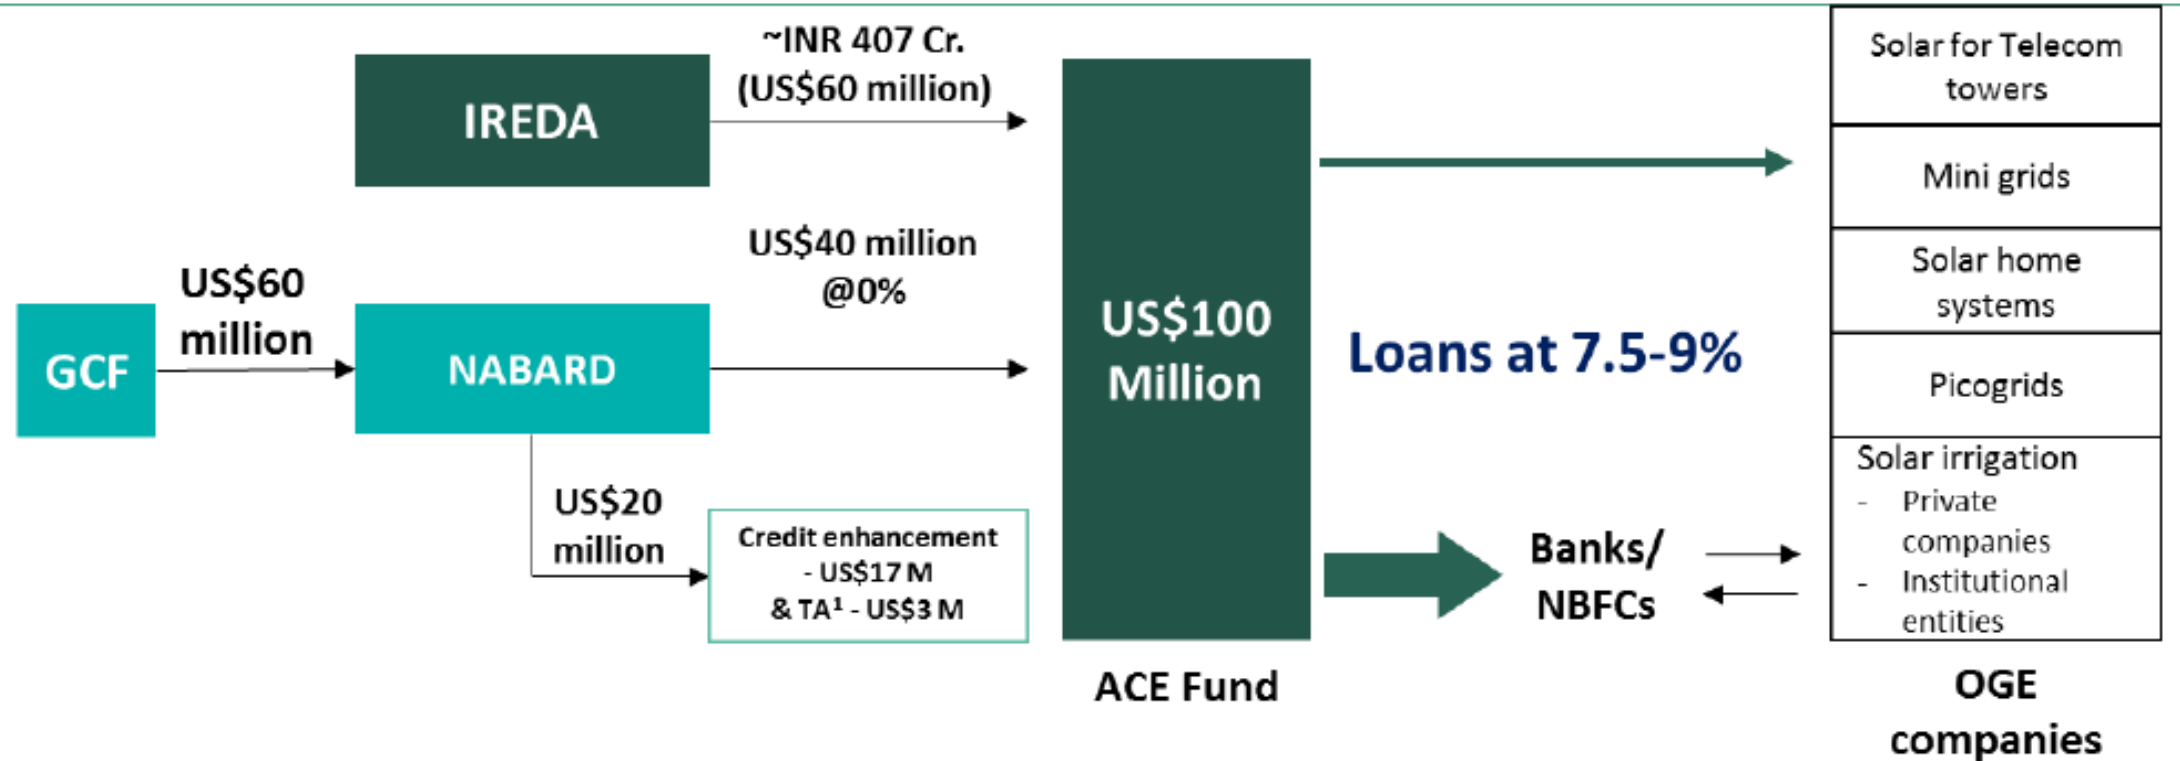 ~INR 407 Cr.
(US$60 million)
IREDA
US$60
million
GCF
NABARD
US$40 million
@0%
US$20
million
Credit enhancement
- US$17 M
& TA¹ - US$3 M
US$100
Million
ACE Fund
Loans at 7.5-9%
Banks/
NBFCs
Solar for Telecom
towers
Mini grids
Solar home
systems
Picogrids
Solar irrigation
- Private
companies
- Institutional
entities
OGE
companies